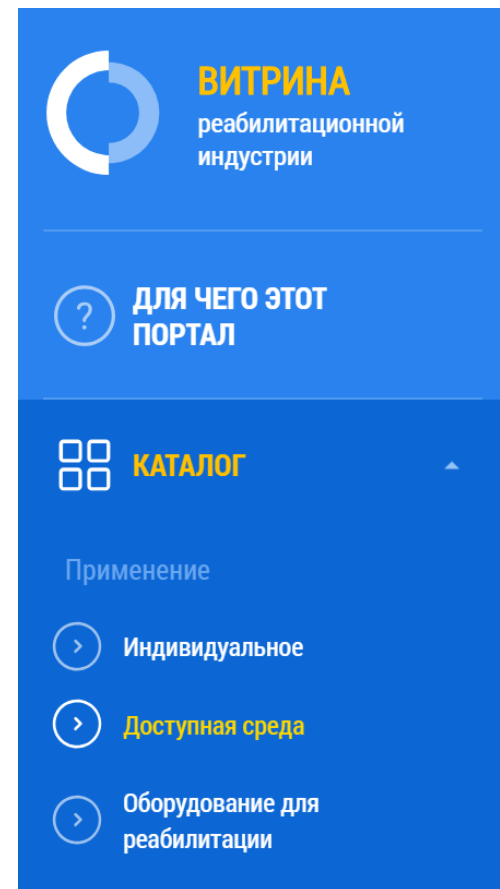 ВИТРИНА
реабилитационной
индустрии
?
ДЛЯ ЧЕГО ЭТОТ
ПОРТАЛ
КАТАЛОГ
Применение
Индивидуальное
Доступная среда
Оборудование для
реабилитации